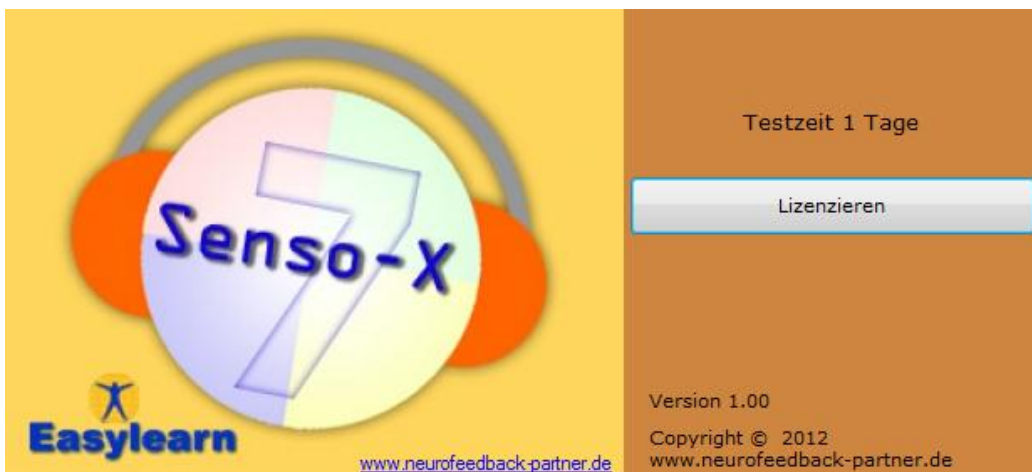 7
Senso-X
Easylearn
www.neurofeedback-partner.de
Testzeit 1 Tage
Lizenzieren
Version 1.00
Copyright © 2012
www.neurofeedback-partner.de